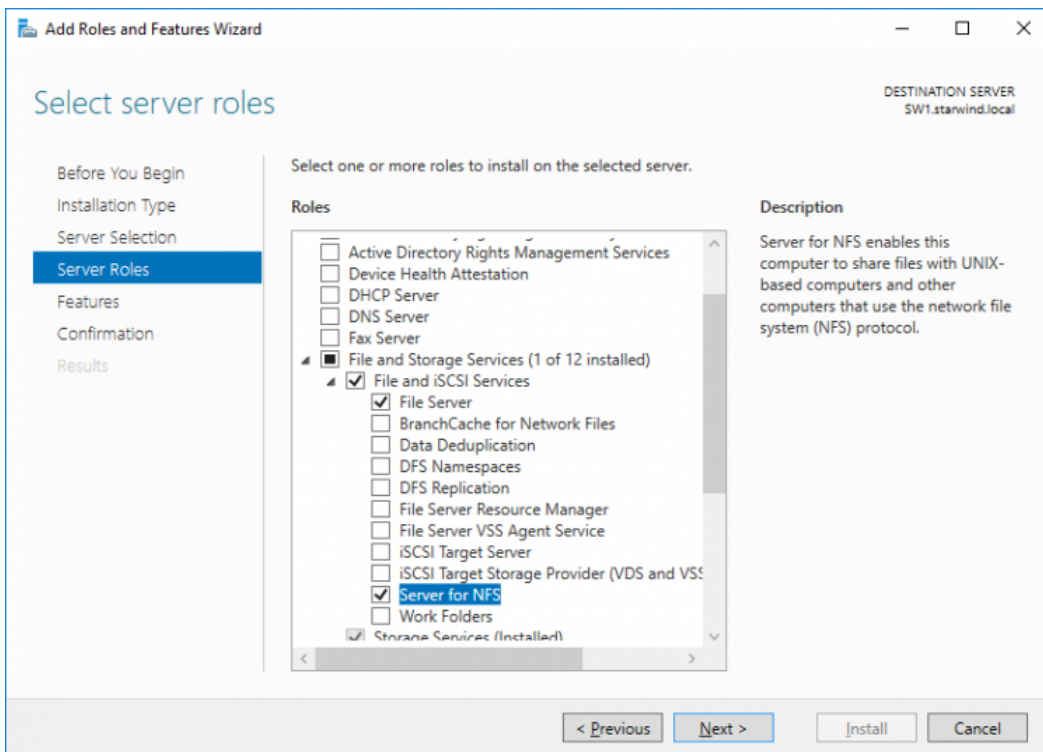 Add Roles and Features Wizard
Select server roles
DESTINATION SERVER
SW1.starwind.local
Before You Begin
Installation Type
Server Selection
Server Roles
Features
Confirmation
Results
Select one or more roles to install on the selected server.
Roles
Active Directory Rights Management Services
Device Health Attestation
DHCP Server
DNS Server
Fax Server
File and Storage Services (1 of 12 installed)
File and iSCSI Services
File Server
BranchCache for Network Files
Data Deduplication
DFS Namespaces
DFS Replication
File Server Resource Manager
File Server VSS Agent Service
iSCSI Target Server
iSCSI Target Storage Provider (VDS and VSS
Server for NFS
Work Folders
Storage Services (Installed)
Description
Server for NFS enables this
computer to share files with UNIX-
based computers and other
computers that use the network file
system (NFS) protocol.
< Previous
Next >
Install
Cancel